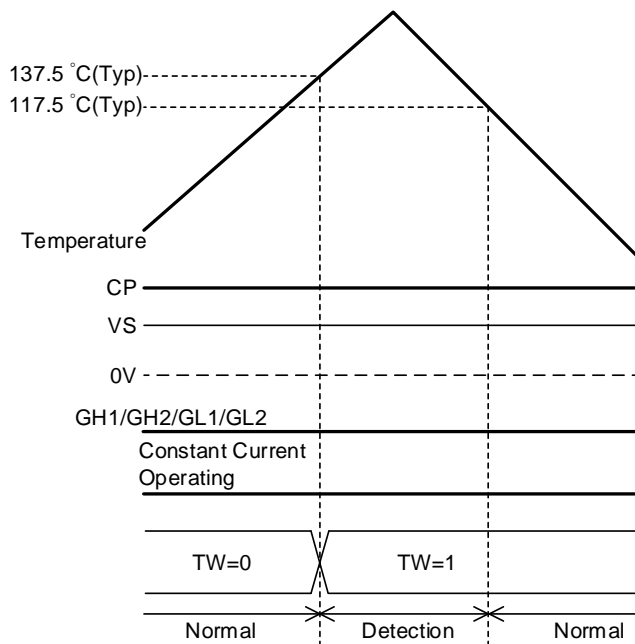 137.5 °C(Typ)
117.5 °C(Typ)
Temperature
CP
VS
0V
GH1/GH2/GL1/GL2
Constant Current
Operating
TW=0 TW=1
Normal Detection Normal